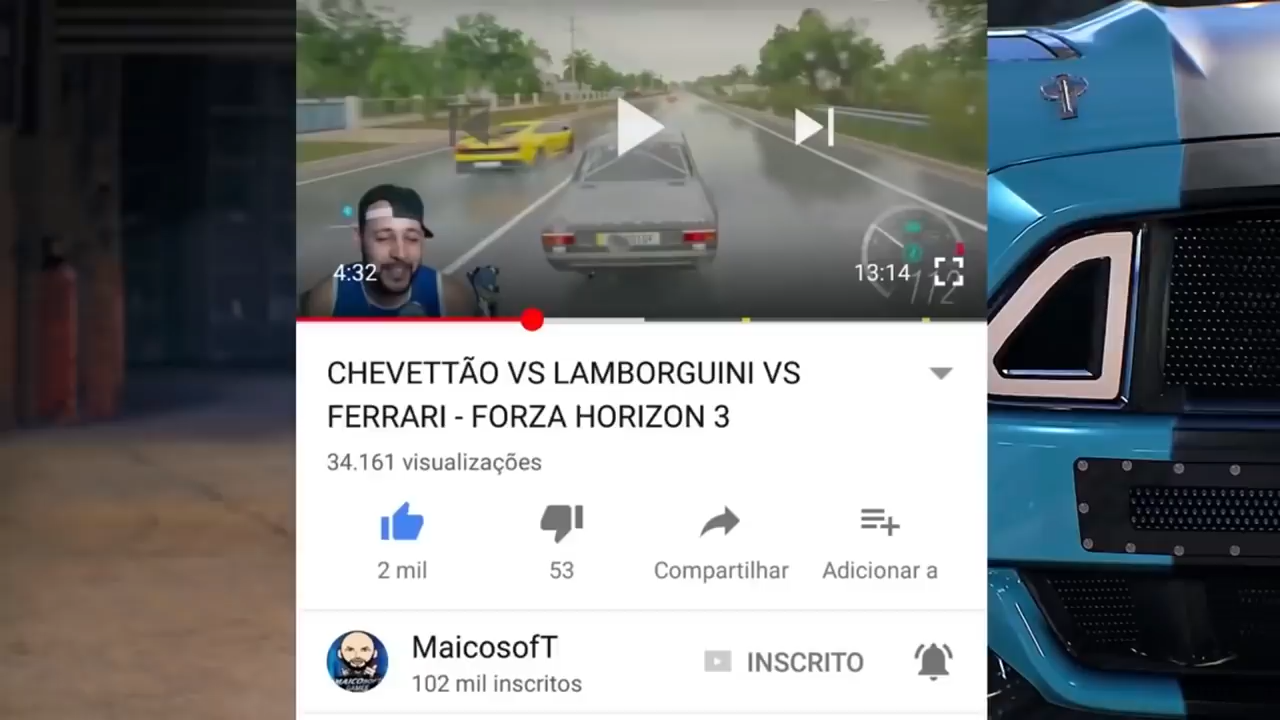 4:32
13:14
112
CHEVETTÃO VS LAMBORGUINI VS
FERRARI - FORZA HORIZON 3
34.161 visualizações
2 mil
53
Compartilhar
Adicionar a
MaicosofT
102 mil inscritos
INSCRITO